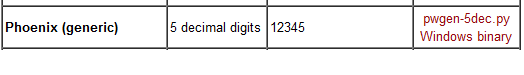 Phoenix (generic) 5 decimal digits 12345 pwgen-5dec.py
Windows binary